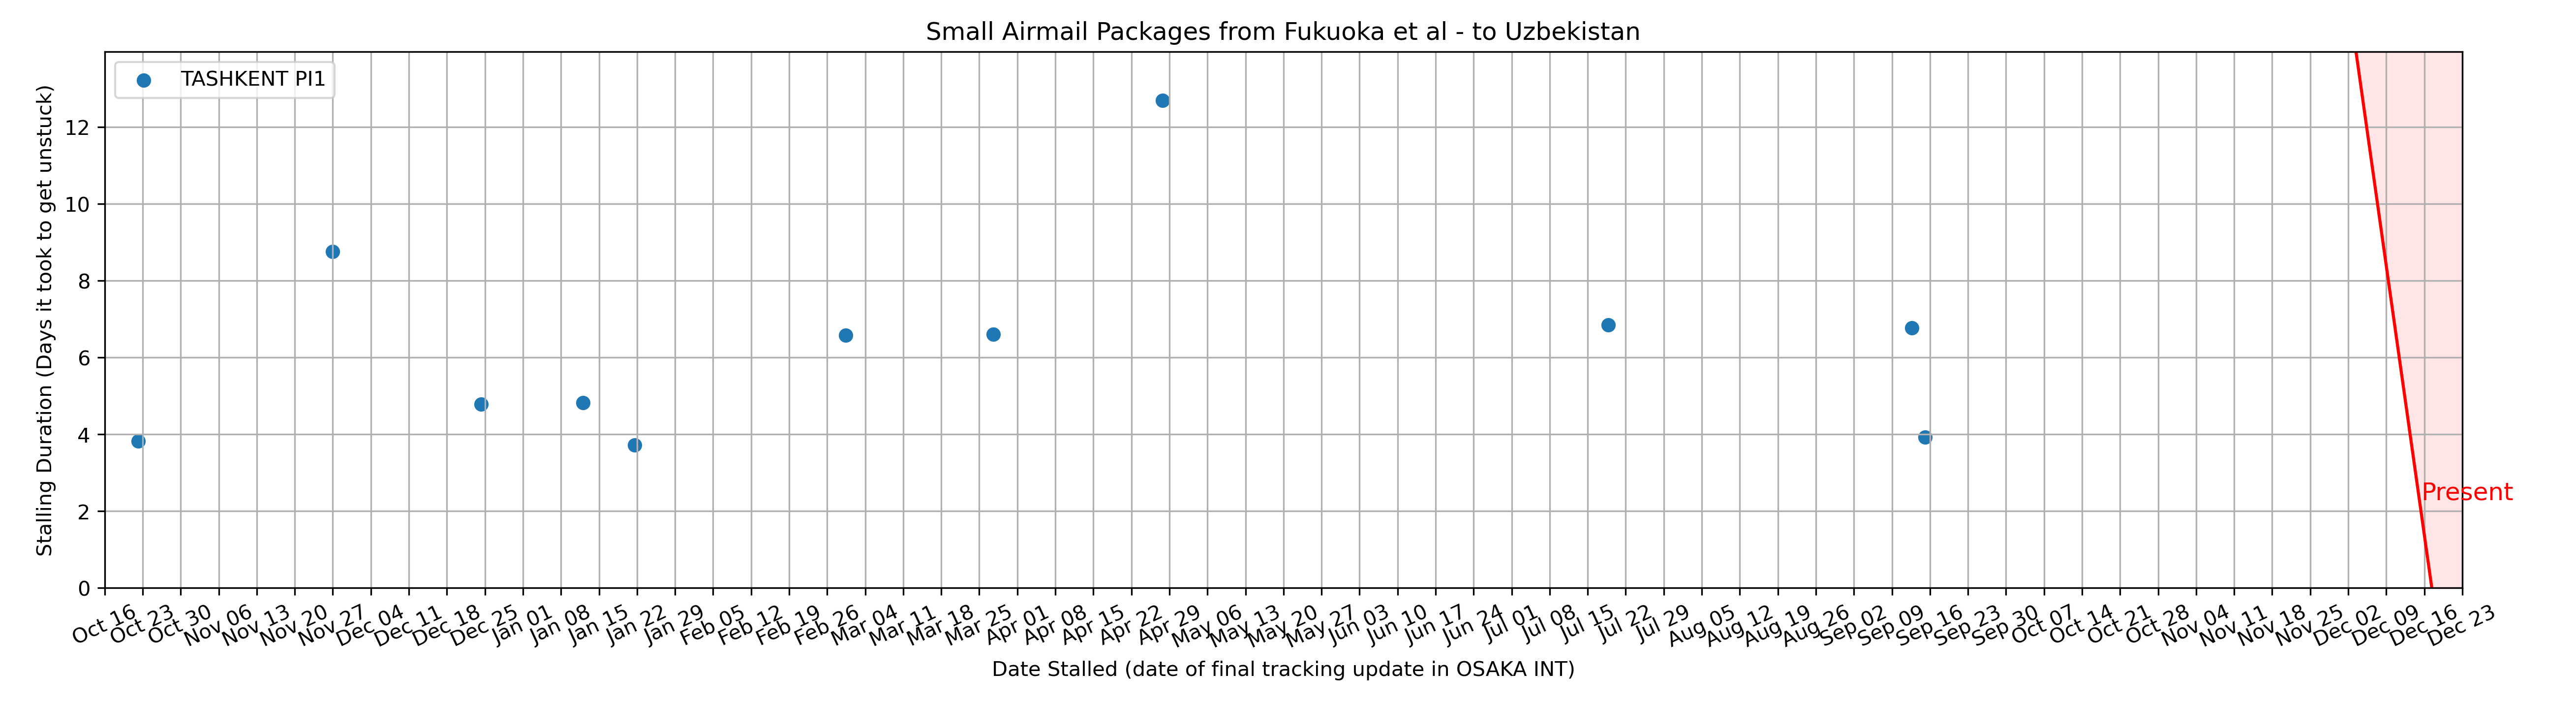 Small Airmail Packages from Fukuoka et al - to Uzbekistan
TASHKENT PI1
Stalling Duration (Days it took to get unstuck)
12
10
8
6
4
2
0
Present
Oct 16
Oct 23
Oct 30
Nov 06
Nov 13
Nov 20
Nov 27
Dec 04
Dec 11
Dec 18
Dec 25
Jan 01
Jan 08
Jan 15
Jan 22
Jan 29
Feb 05
Feb 12
Feb 19
Feb 26
Mar 04
Mar 11
Mar 18
Mar 25
Apr 01
Apr 08
Apr 15
Apr 22
Apr 29
May 06
May 13
May 20
May 27
Jun 03
Jun 10
Jun 17
Jun 24
Jul 01
Jul 08
Jul 15
Jul 22
Jul 29
Aug 05
Aug 12
Aug 19
Aug 26
Sep 02
Sep 09
Sep 16
Sep 23
Sep 30
Oct 07
Oct 14
Oct 21
Oct 28
Nov 04
Nov 11
Nov 18
Nov 25
Dec 02
Dec 09
Dec 16
Dec 23
Date Stalled (date of final tracking update in OSAKA INT)